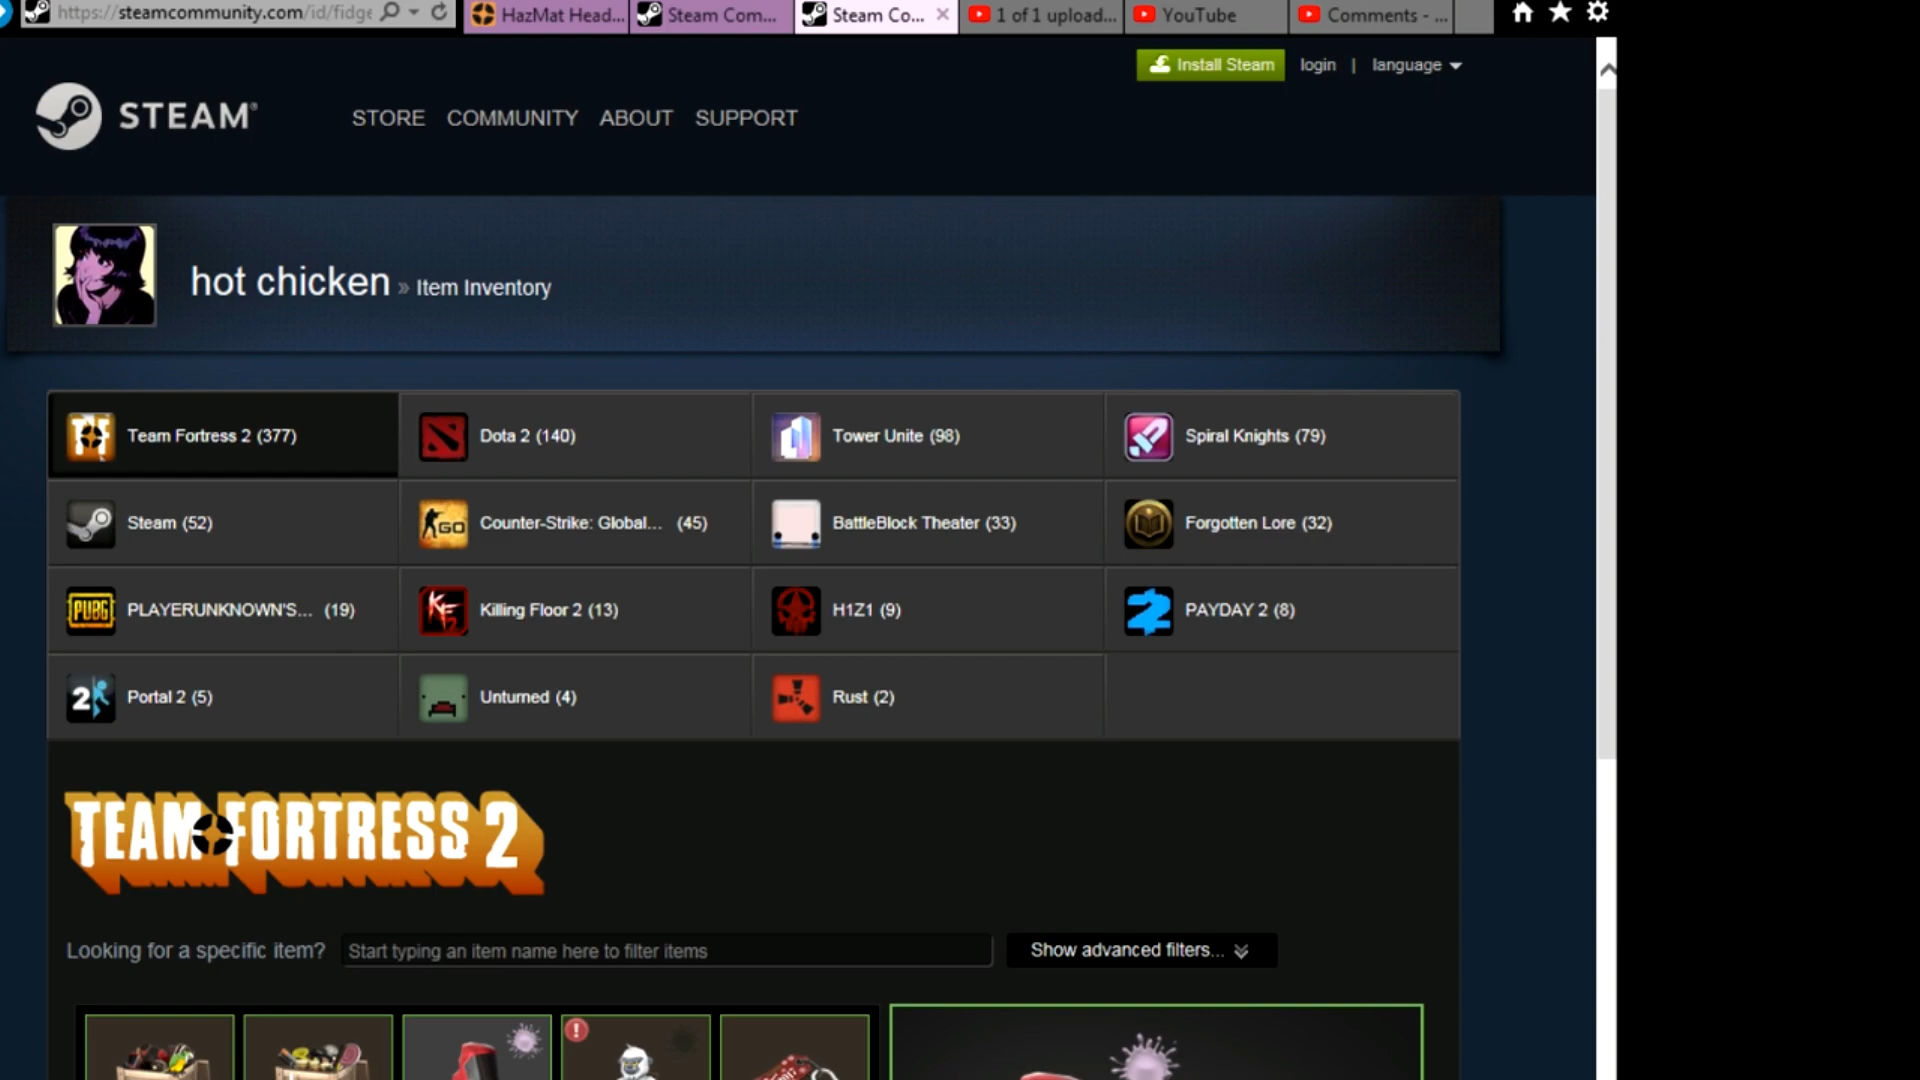 https://steamcommunity.com/id/fidge
HazMat Head...
Steam Com...
Steam Co...
1 of 1 upload...
YouTube
Comments - ...
Install Steam
login | language
STEAM®
STORE COMMUNITY ABOUT SUPPORT
hot chicken » Item Inventory
Team Fortress 2 (377)
Dota 2 (140)
Tower Unite (98)
Spiral Knights (79)
Steam (52)
Counter-Strike: Global... (45)
BattleBlock Theater (33)
Forgotten Lore (32)
PLAYERUNKNOWN'S... (19)
Killing Floor 2 (13)
H1Z1 (9)
PAYDAY 2 (8)
Portal 2 (5)
Unturned (4)
Rust (2)
TEAM FORTRESS 2
Looking for a specific item? Start typing an item name here to filter items
Show advanced filters...